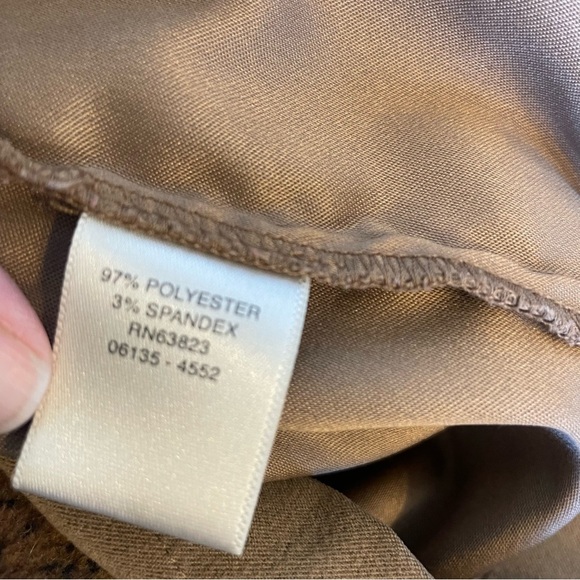 97% POLYESTER
3% SPANDEX
RN63823
06135 - 4552